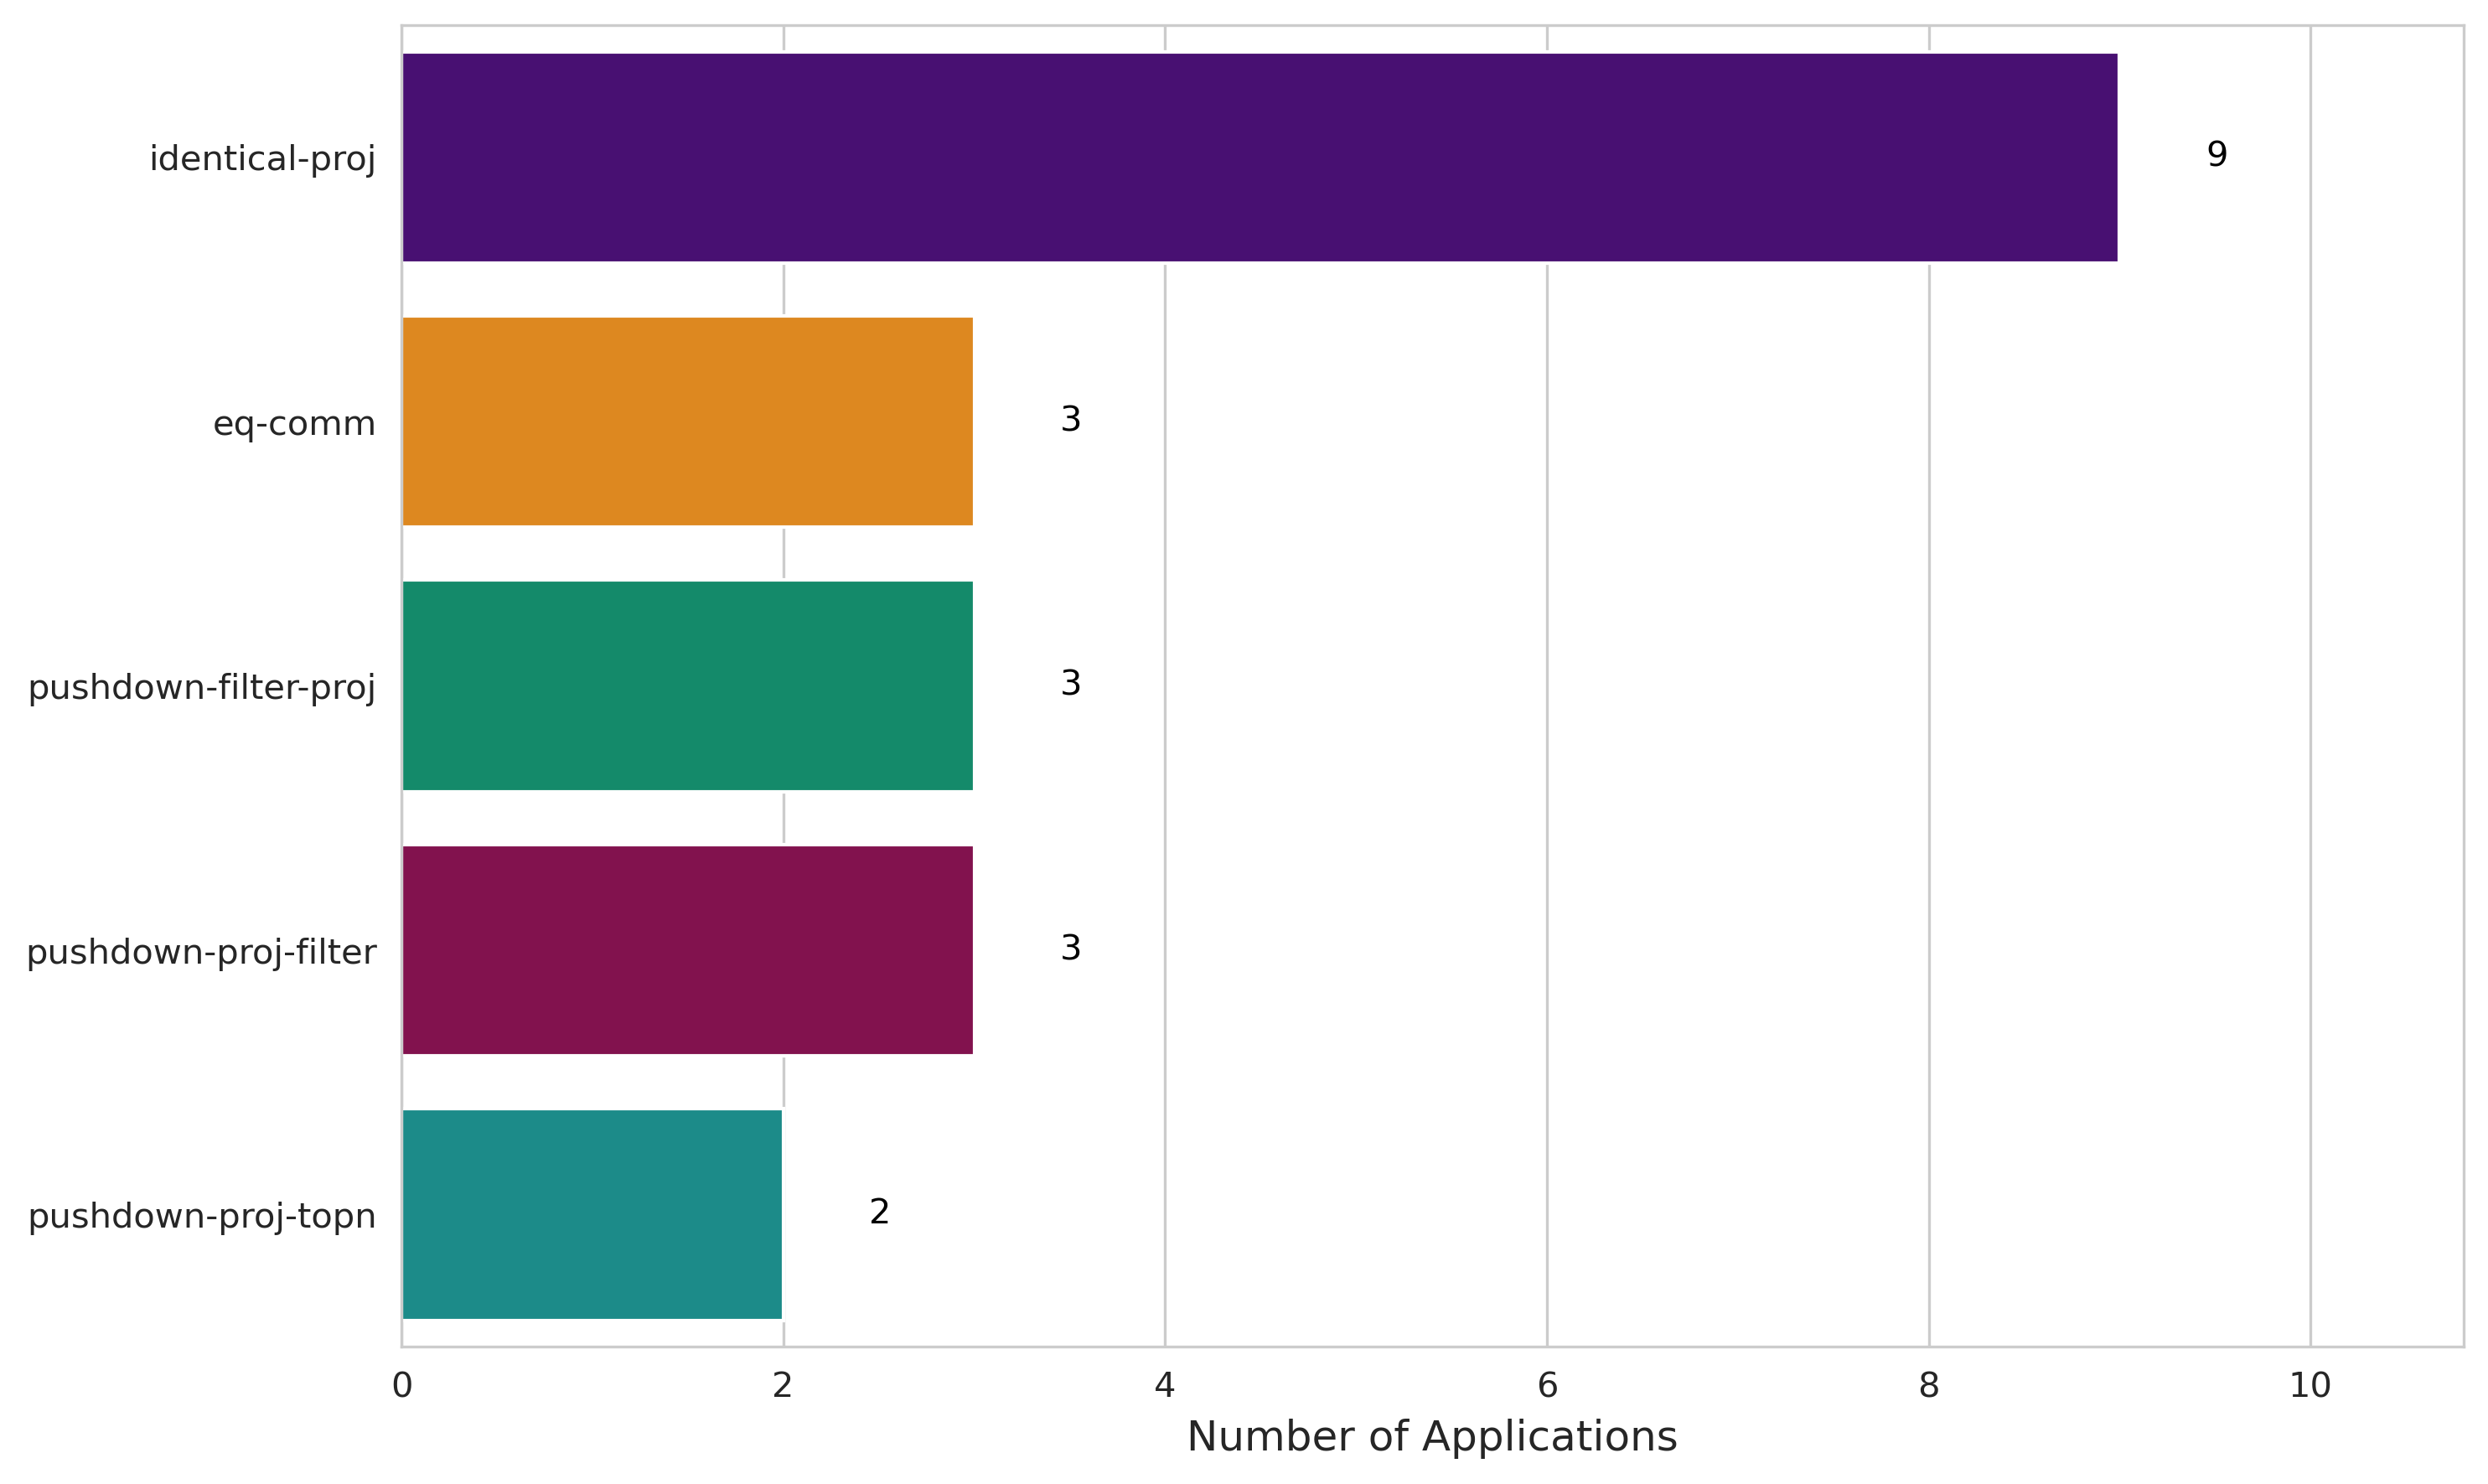 identical-proj
9
eq-comm
3
pushdown-filter-proj
3
pushdown-proj-filter
3
pushdown-proj-topn
2
0 2 4 6 8 10
Number of Applications